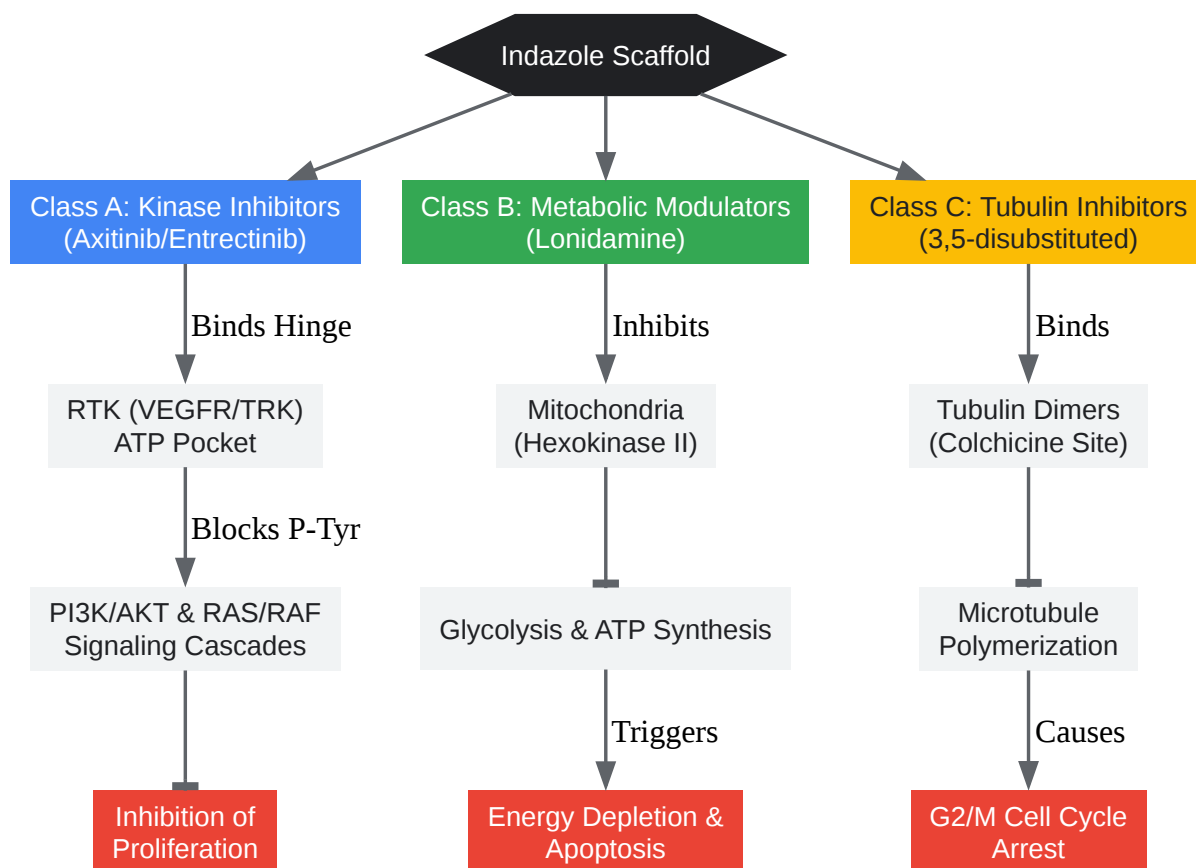 Indazole Scaffold
Class A: Kinase Inhibitors
(Axitinib/Entrectinib)
Class B: Metabolic Modulators
(Lonidamine)
Class C: Tubulin Inhibitors
(3,5-disubstituted)
Binds Hinge
Inhibits
Binds
RTK (VEGFR/TRK)
ATP Pocket
Mitochondria
(Hexokinase II)
Tubulin Dimers
(Colchicine Site)
Blocks P-Tyr
PI3K/AKT & RAS/RAF
Signaling Cascades
Glycolysis & ATP Synthesis
Microtubule
Polymerization
Triggers
Causes
Inhibition of
Proliferation
Energy Depletion &
Apoptosis
G2/M Cell Cycle
Arrest